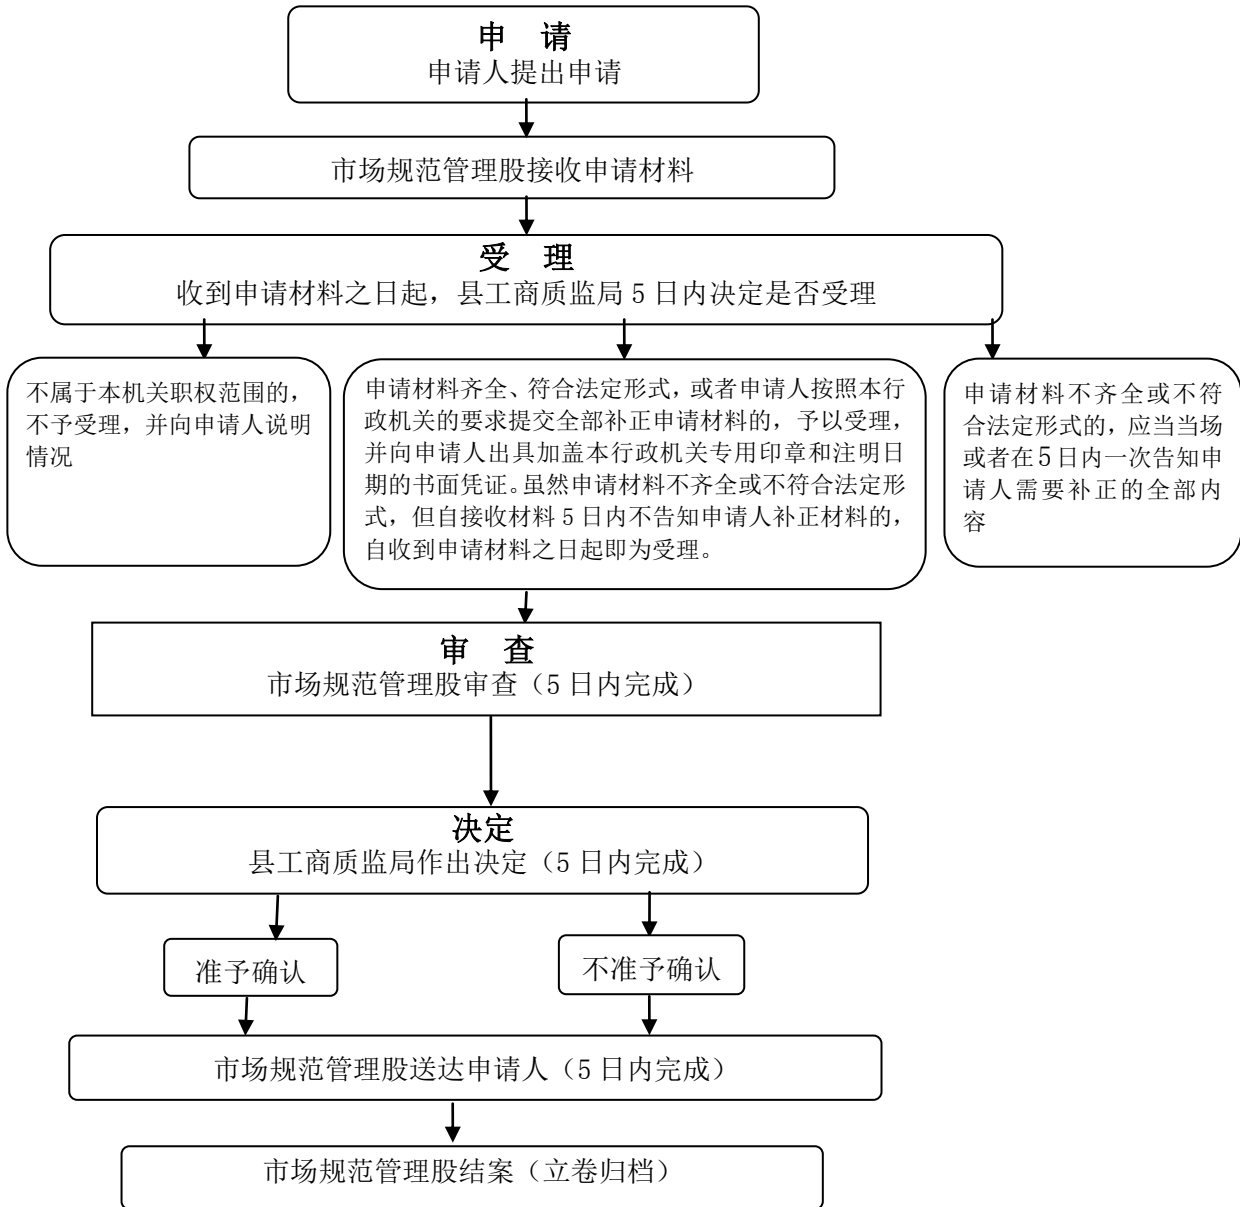 申 请
申请人提出申请
市场规范管理股接收申请材料
受 理
收到申请材料之日起，县工商质监局 5 日内决定是否受理
不属于本机关职权范围的，
不予受理，并向申请人说明
情况
申请材料齐全、符合法定形式，或者申请人按照本行
政机关的要求提交全部补正申请材料的，予以受理，
并向申请人出具加盖本行政机关专用印章和注明日
期的书面凭证。虽然申请材料不齐全或不符合法定形
式，但自接收材料 5 日内不告知申请人补正材料的，
自收到申请材料之日起即为受理。
申请材料不齐全或不符
合法定形式的，应当当场
或者在 5 日内一次告知申
请人需要补正的全部内
容
审 查
市场规范管理股审查（5 日内完成）
决定
县工商质监局作出决定（5 日内完成）
准予确认
不准予确认
市场规范管理股送达申请人（5 日内完成）
市场规范管理股结案（立卷归档）